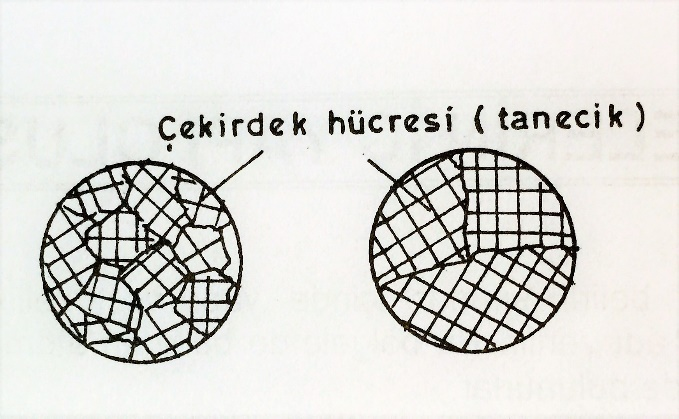 Çekirdek hücresi ( tanecik )